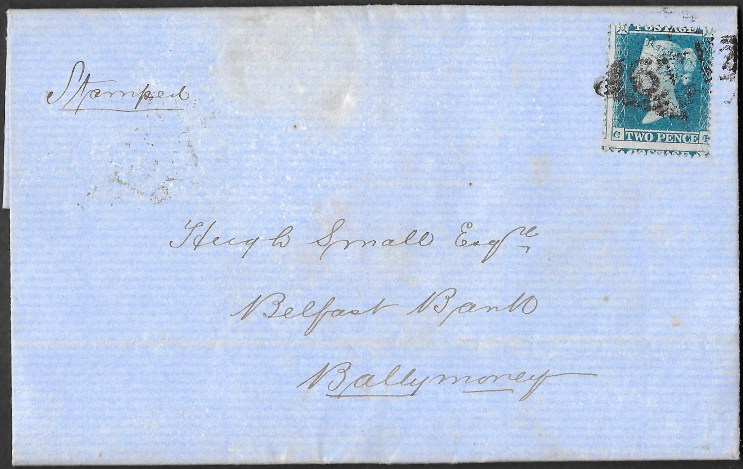 Stamped
POSTAGE
TWO PENCE
Hugh Small Esqre
Belfast Bank
Ballymoney